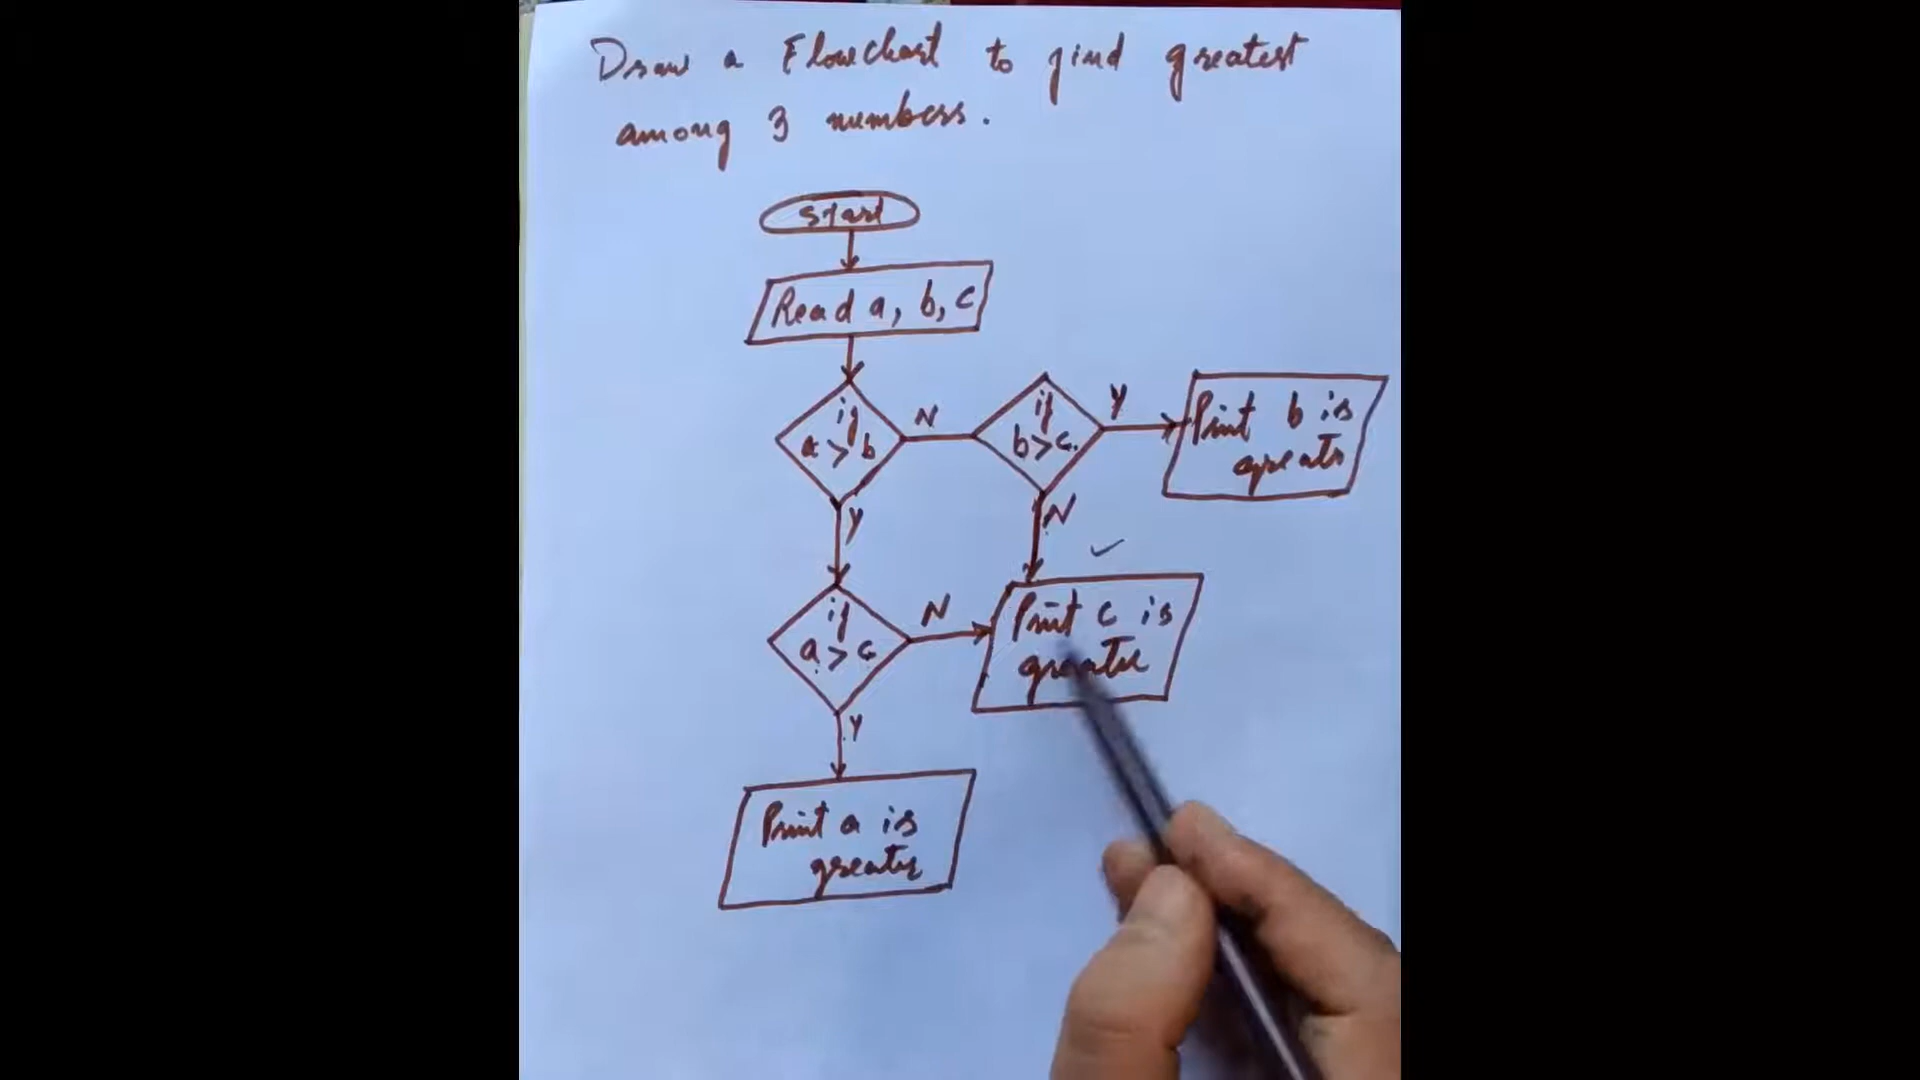 Draw a Flowchart to find greatest
among 3 numbers.
Start
Read a, b, c
if
a > b
N
if
b > c
Y
Print b is
greater
Y
N
if
a > c
N
Print c is
greater
Y
Print a is
greater